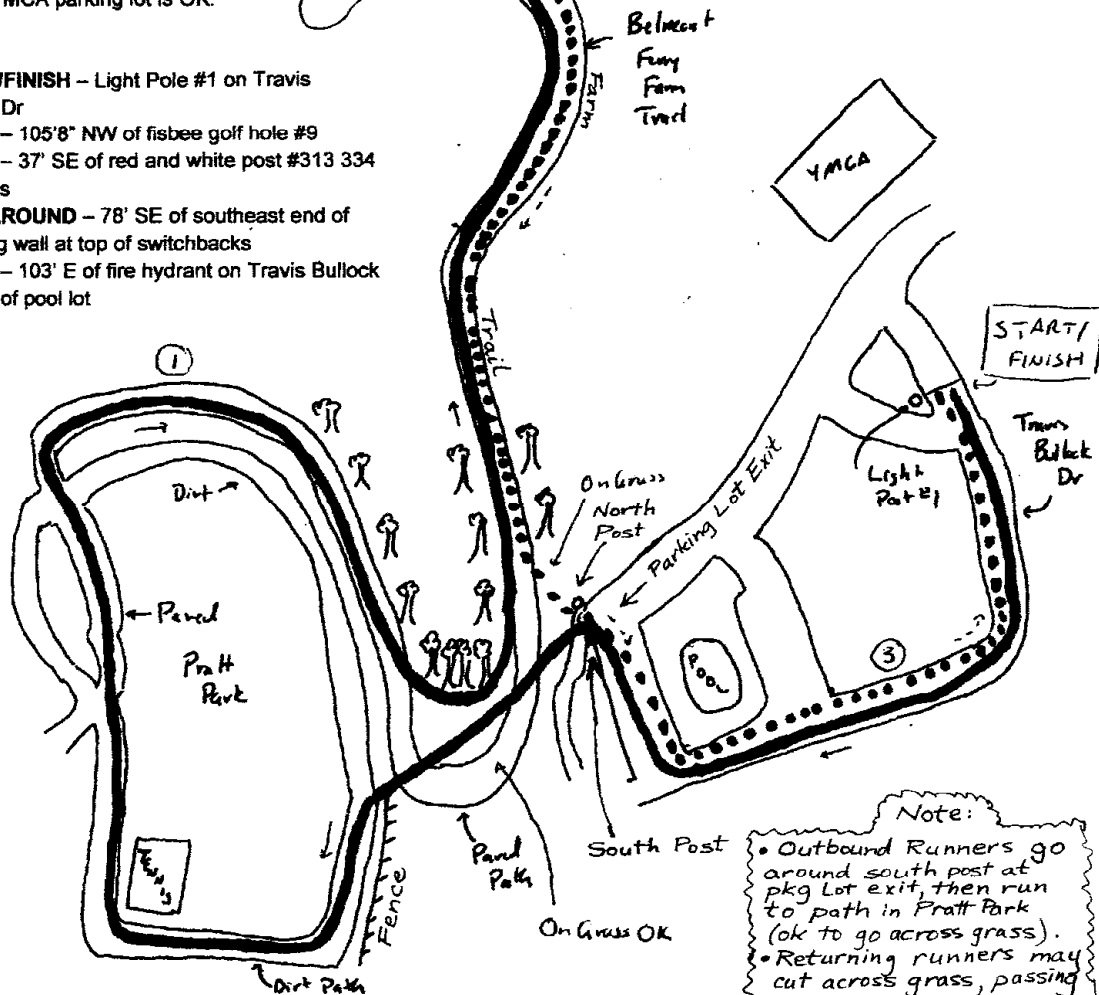 MCA parking lot is OK.
/FINISH – Light Pole #1 on Travis
Dr
– 105'8" NW of fisbee golf hole #9
– 37' SE of red and white post #313 334
s
ROUND – 78' SE of southeast end of
g wall at top of switchbacks
– 103' E of fire hydrant on Travis Bullock
of pool lot
Belmont
Ferry
Farm
Trail
Farm
Trail
YMCA
START/
FINISH
Travis
Bullock
Dr
Light
Post #1
Parking Lot Exit
On Grass
North
Post
POOL
3
1
Dirt
Paved
Pratt
Park
TENNIS
Dirt Path
Fence
Paved
Path
On Grass OK
South Post
Note:
• Outbound Runners go
around south post at
pkg Lot exit, then run
to path in Pratt Park
(ok to go across grass).
• Returning runners may
cut across grass, passing